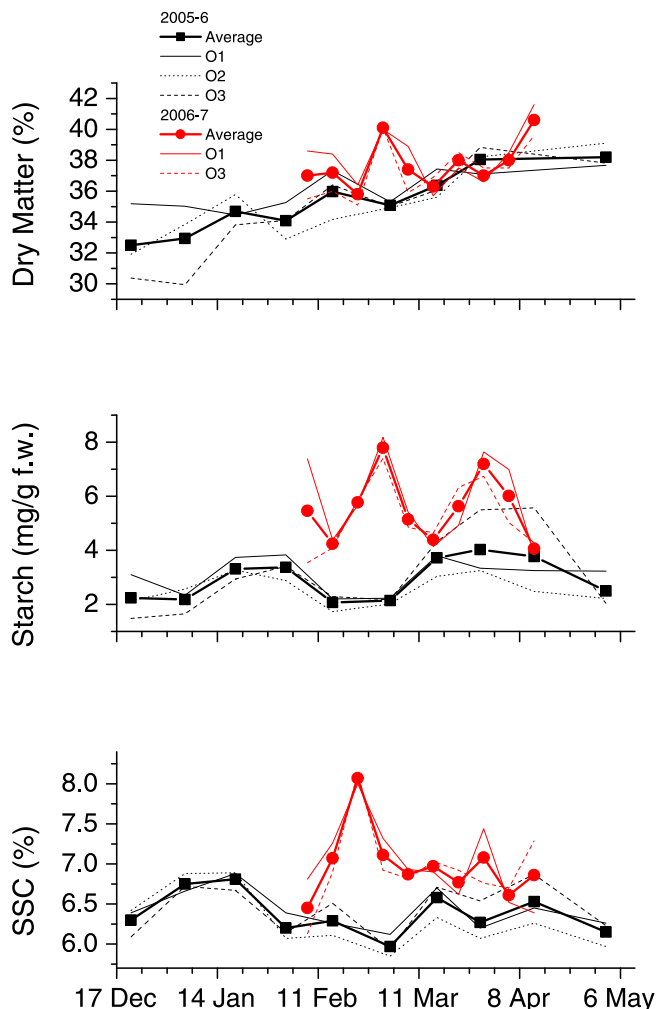 2005-6
Average
O1
O2
O3
2006-7
Average
O1
O3
Dry Matter (%)
42
40
38
36
34
32
30
Starch (mg/g f.w.)
8
6
4
2
SSC (%)
8.0
7.5
7.0
6.5
6.0
17 Dec 14 Jan 11 Feb 11 Mar 8 Apr 6 May